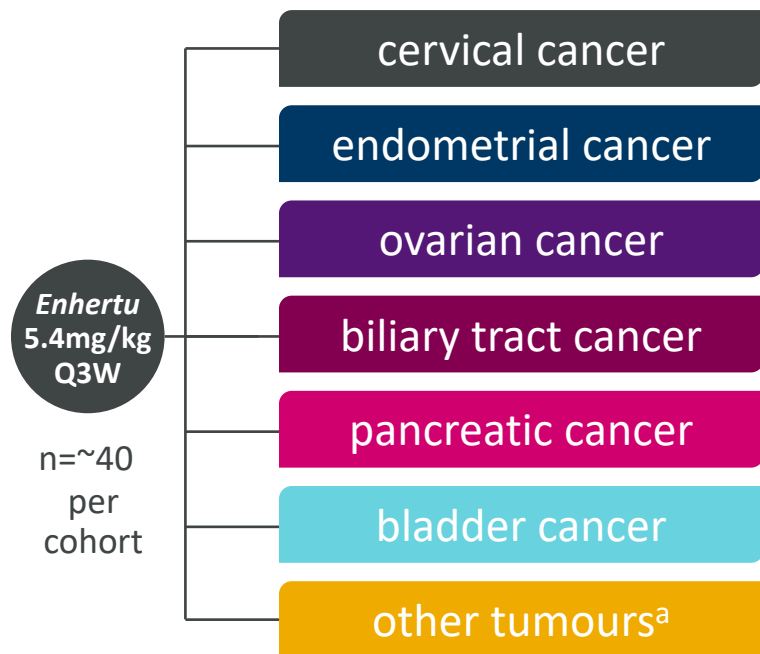 cervical cancer
endometrial cancer
ovarian cancer
Enhertu
5.4mg/kg
Q3W
n=~40
per
cohort
biliary tract cancer
pancreatic cancer
bladder cancer
other tumoursᵃ